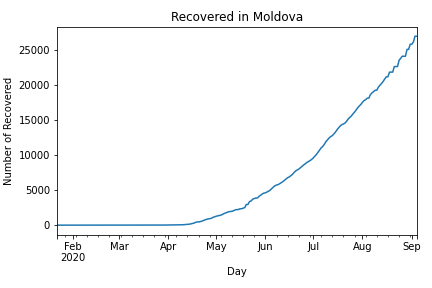 Recovered in Moldova
Number of Recovered
25000
20000
15000
10000
5000
0
Feb Mar Apr May Jun Jul Aug Sep
2020
Day